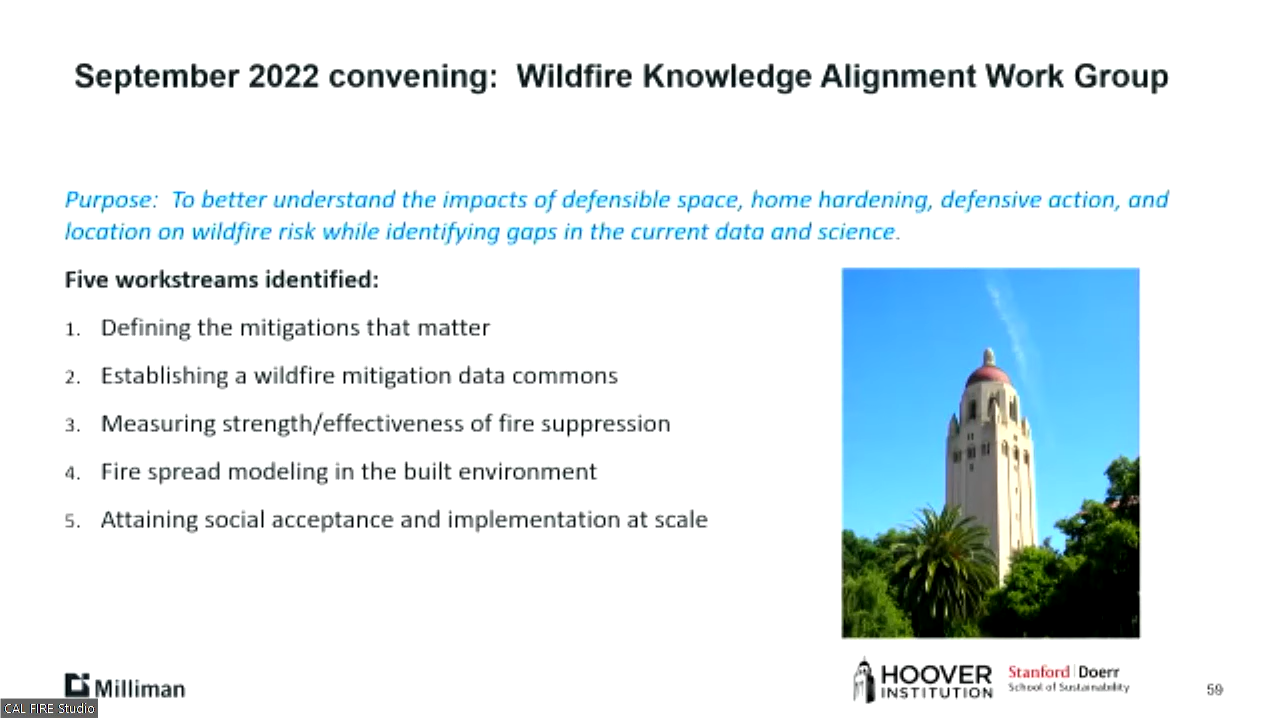 September 2022 convening:  Wildfire Knowledge Alignment Work Group
Purpose:  To better understand the impacts of defensible space, home hardening, defensive action, and
location on wildfire risk while identifying gaps in the current data and science.
Five workstreams identified:
1. Defining the mitigations that matter
2. Establishing a wildfire mitigation data commons
3. Measuring strength/effectiveness of fire suppression
4. Fire spread modeling in the built environment
5. Attaining social acceptance and implementation at scale
Milliman
HOOVER
INSTITUTION
Stanford | Doerr
School of Sustainability
59
CAL FIRE Studio